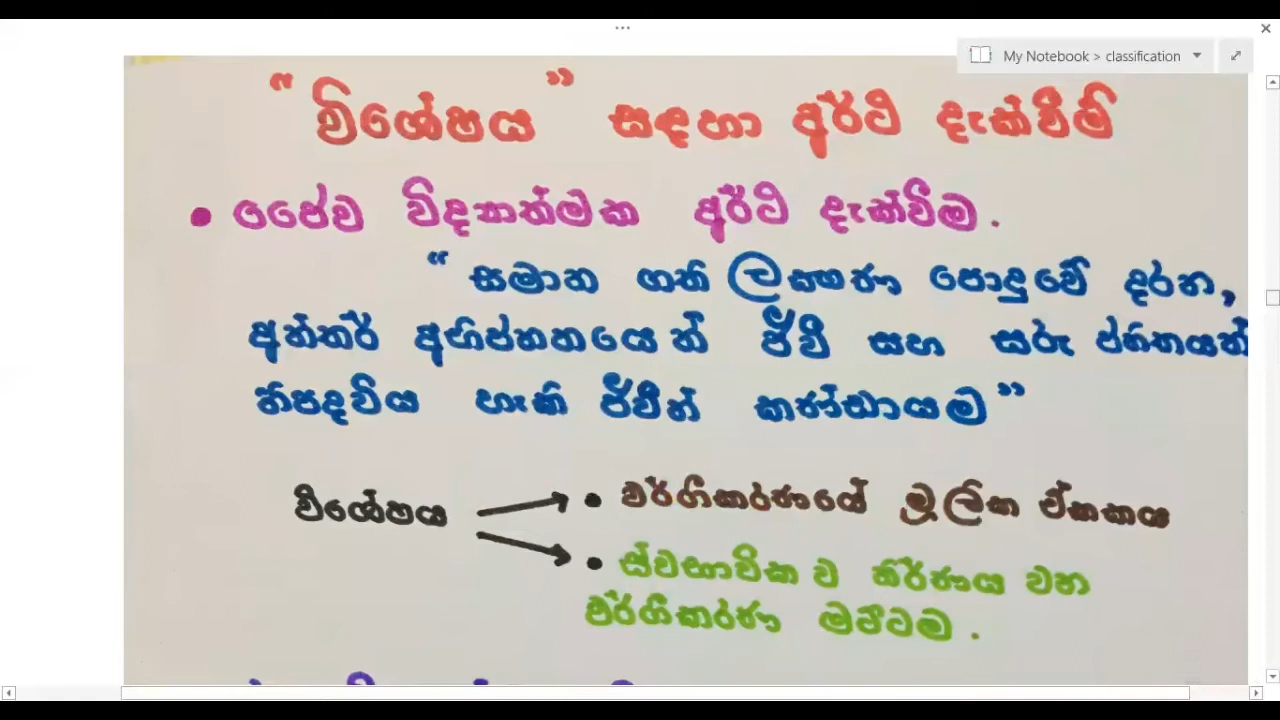 My Notebook > classification
“විශේෂය” සඳහා අර්ථ දැක්වීම්
• ජෛව විද්‍යාත්මක අර්ථ දැක්වීම.
“සමාන ගති ලක්ෂණ පොදුවේ දරන,
අන්තර් අභිජනනයෙන් ජීවී සහ සරු ජනිතයන්
නිපදවිය හැකි ජීවීන් කාණ්ඩායම”
විශේෂය • වර්ගීකරණයේ මූලික ඒකකය
• ස්වභාවික ව නිර්ණය වන
වර්ගීකරණ මට්ටම.